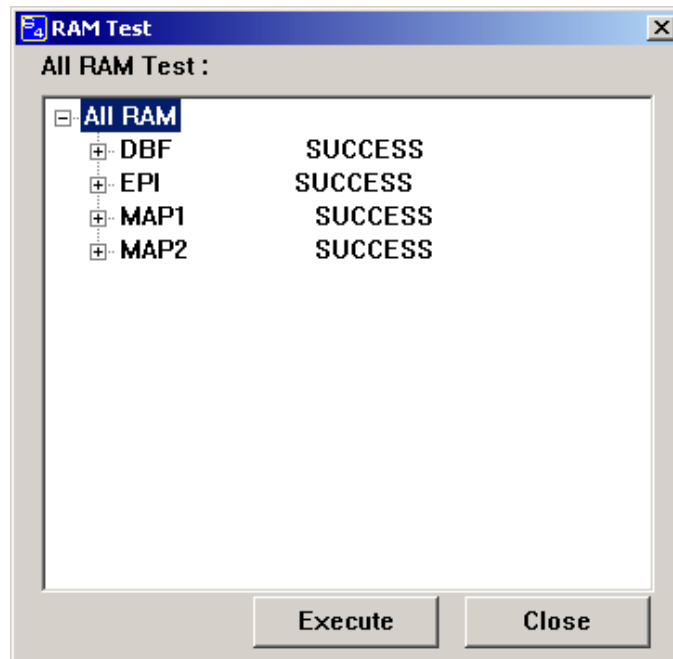 RAM Test
All RAM Test :
All RAM
DBF SUCCESS
EPI SUCCESS
MAP1 SUCCESS
MAP2 SUCCESS
Execute Close